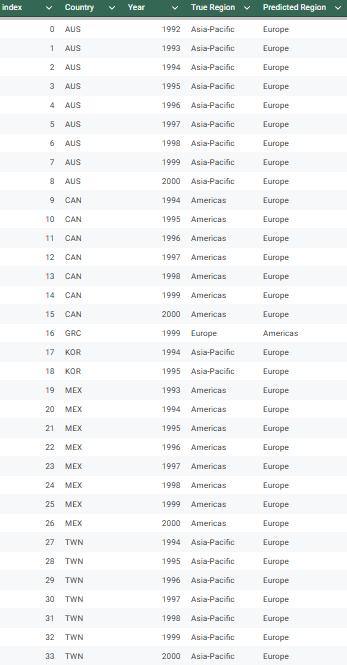 index Country Year True Region Predicted Region
0 AUS 1992 Asia-Pacific Europe
1 AUS 1993 Asia-Pacific Europe
2 AUS 1994 Asia-Pacific Europe
3 AUS 1995 Asia-Pacific Europe
4 AUS 1996 Asia-Pacific Europe
5 AUS 1997 Asia-Pacific Europe
6 AUS 1998 Asia-Pacific Europe
7 AUS 1999 Asia-Pacific Europe
8 AUS 2000 Asia-Pacific Europe
9 CAN 1994 Americas Europe
10 CAN 1995 Americas Europe
11 CAN 1996 Americas Europe
12 CAN 1997 Americas Europe
13 CAN 1998 Americas Europe
14 CAN 1999 Americas Europe
15 CAN 2000 Americas Europe
16 GRC 1999 Europe Americas
17 KOR 1994 Asia-Pacific Europe
18 KOR 1995 Asia-Pacific Europe
19 MEX 1993 Americas Europe
20 MEX 1994 Americas Europe
21 MEX 1995 Americas Europe
22 MEX 1996 Americas Europe
23 MEX 1997 Americas Europe
24 MEX 1998 Americas Europe
25 MEX 1999 Americas Europe
26 MEX 2000 Americas Europe
27 TWN 1994 Asia-Pacific Europe
28 TWN 1995 Asia-Pacific Europe
29 TWN 1996 Asia-Pacific Europe
30 TWN 1997 Asia-Pacific Europe
31 TWN 1998 Asia-Pacific Europe
32 TWN 1999 Asia-Pacific Europe
33 TWN 2000 Asia-Pacific Europe